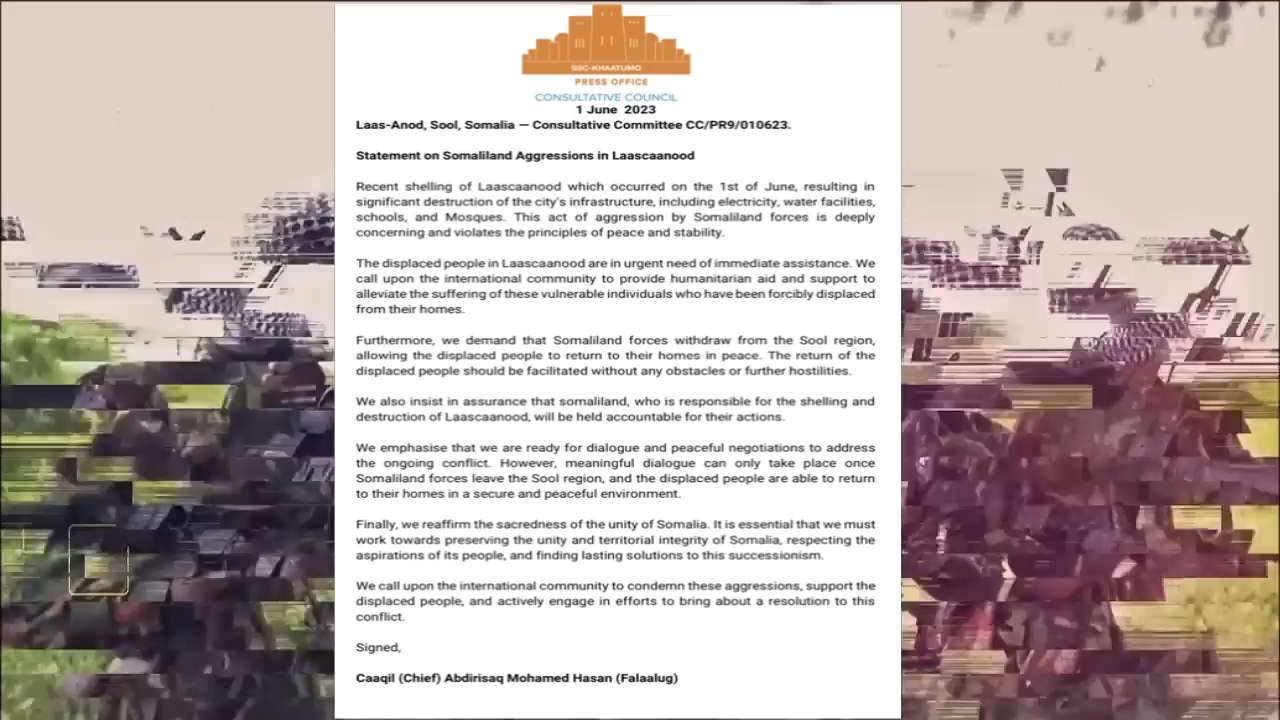 SSC-KHAATUMO
PRESS OFFICE
CONSULTATIVE COUNCIL
1 June 2023
Laas-Anod, Sool, Somalia — Consultative Committee CC/PR9/010623.
Statement on Somaliland Aggressions in Laascaanood
Recent shelling of Laascaanood which occurred on the 1st of June, resulting in
significant destruction of the city's infrastructure, including electricity, water facilities,
schools, and Mosques. This act of aggression by Somaliland forces is deeply
concerning and violates the principles of peace and stability.
The displaced people in Laascaanood are in urgent need of immediate assistance. We
call upon the international community to provide humanitarian aid and support to
alleviate the suffering of these vulnerable individuals who have been forcibly displaced
from their homes.
Furthermore, we demand that Somaliland forces withdraw from the Sool region,
allowing the displaced people to return to their homes in peace. The return of the
displaced people should be facilitated without any obstacles or further hostilities.
We also insist in assurance that somaliland, who is responsible for the shelling and
destruction of Laascaanood, will be held accountable for their actions.
We emphasise that we are ready for dialogue and peaceful negotiations to address
the ongoing conflict. However, meaningful dialogue can only take place once
Somaliland forces leave the Sool region, and the displaced people are able to return
to their homes in a secure and peaceful environment.
Finally, we reaffirm the sacredness of the unity of Somalia. It is essential that we must
work towards preserving the unity and territorial integrity of Somalia, respecting the
aspirations of its people, and finding lasting solutions to this successionism.
We call upon the international community to condemn these aggressions, support the
displaced people, and actively engage in efforts to bring about a resolution to this
conflict.
Signed,
Caaqil (Chief) Abdirisaq Mohamed Hasan (Falaalug)